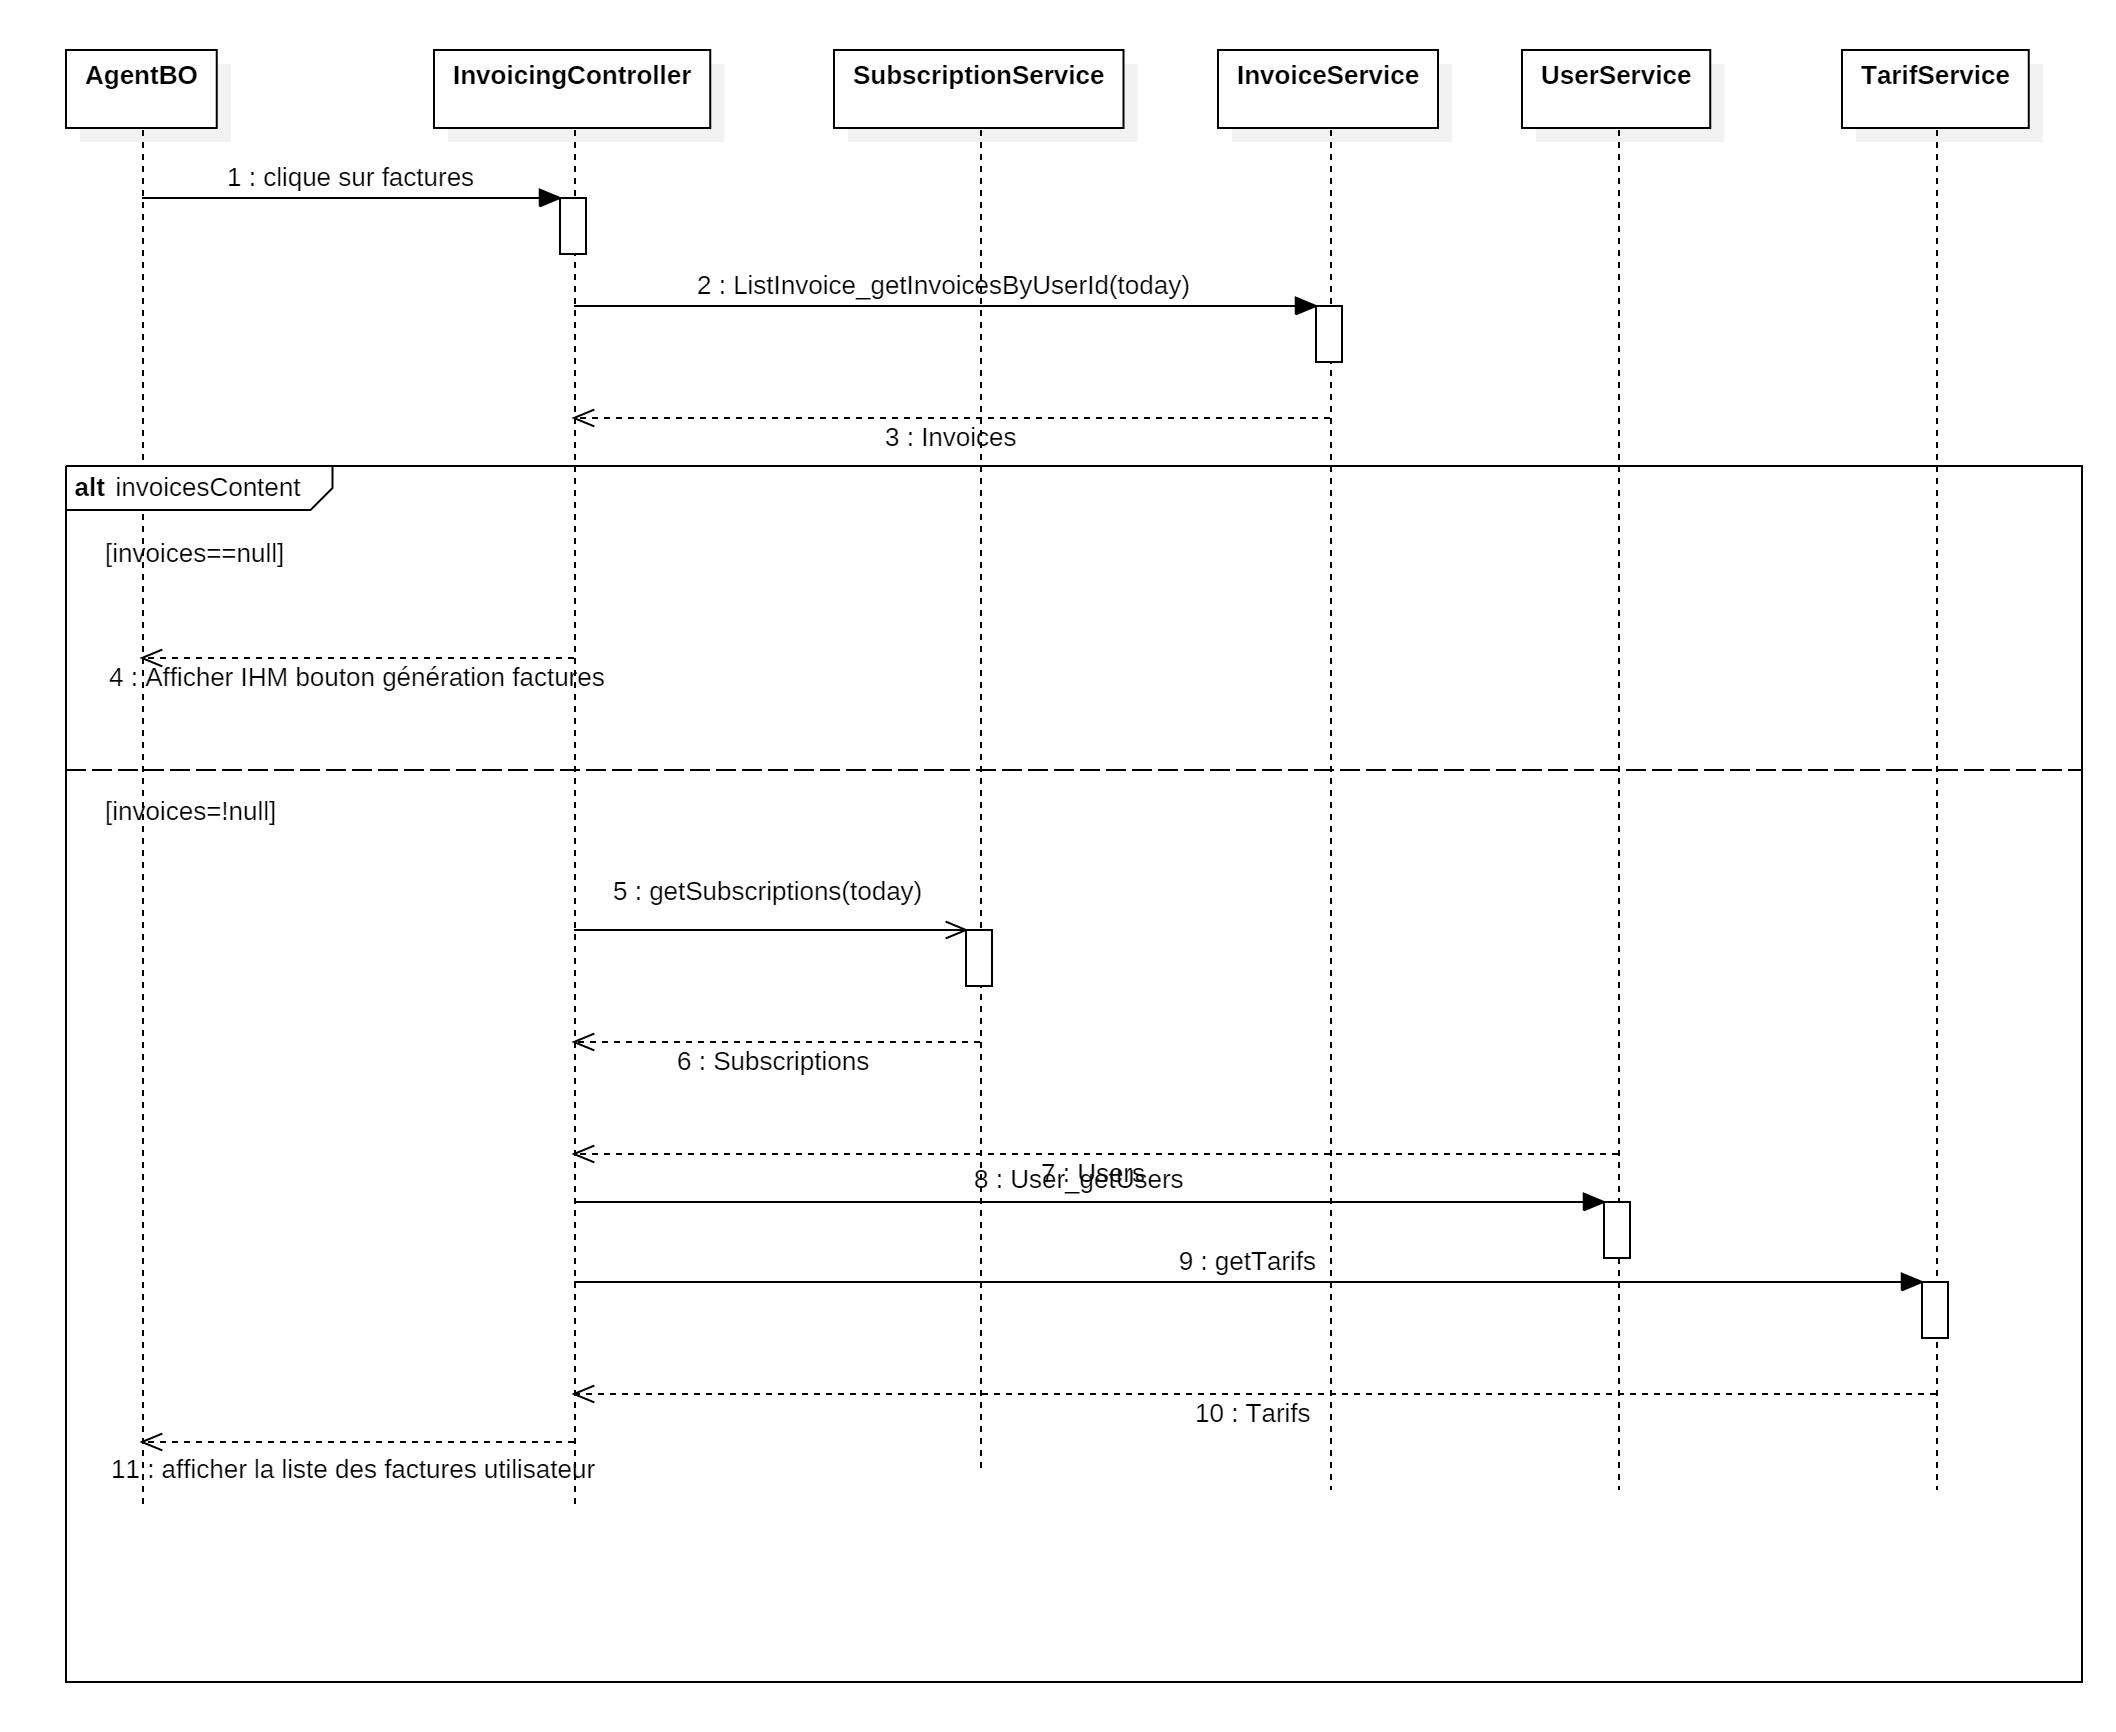 AgentBO
InvoicingController
SubscriptionService
InvoiceService
UserService
TarifService
1 : clique sur factures
2 : ListInvoice_getInvoicesByUserId(today)
3 : Invoices
alt invoicesContent
[invoices==null]
4 : Afficher IHM bouton génération factures
[invoices=!null]
5 : getSubscriptions(today)
6 : Subscriptions
7 : Users
8 : User_getUsers
9 : getTarifs
10 : Tarifs
11 : afficher la liste des factures utilisateur